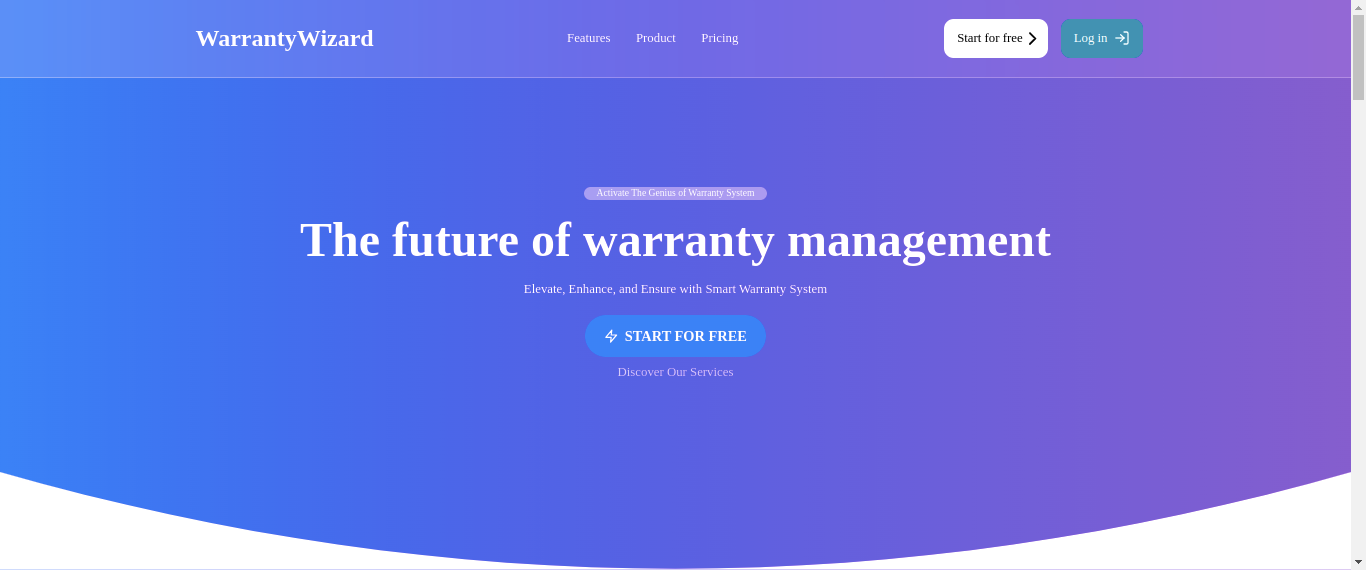 WarrantyWizard
Features
Product
Pricing
Start for free
Log in
Activate The Genius of Warranty System
The future of warranty management
Elevate, Enhance, and Ensure with Smart Warranty System
START FOR FREE
Discover Our Services